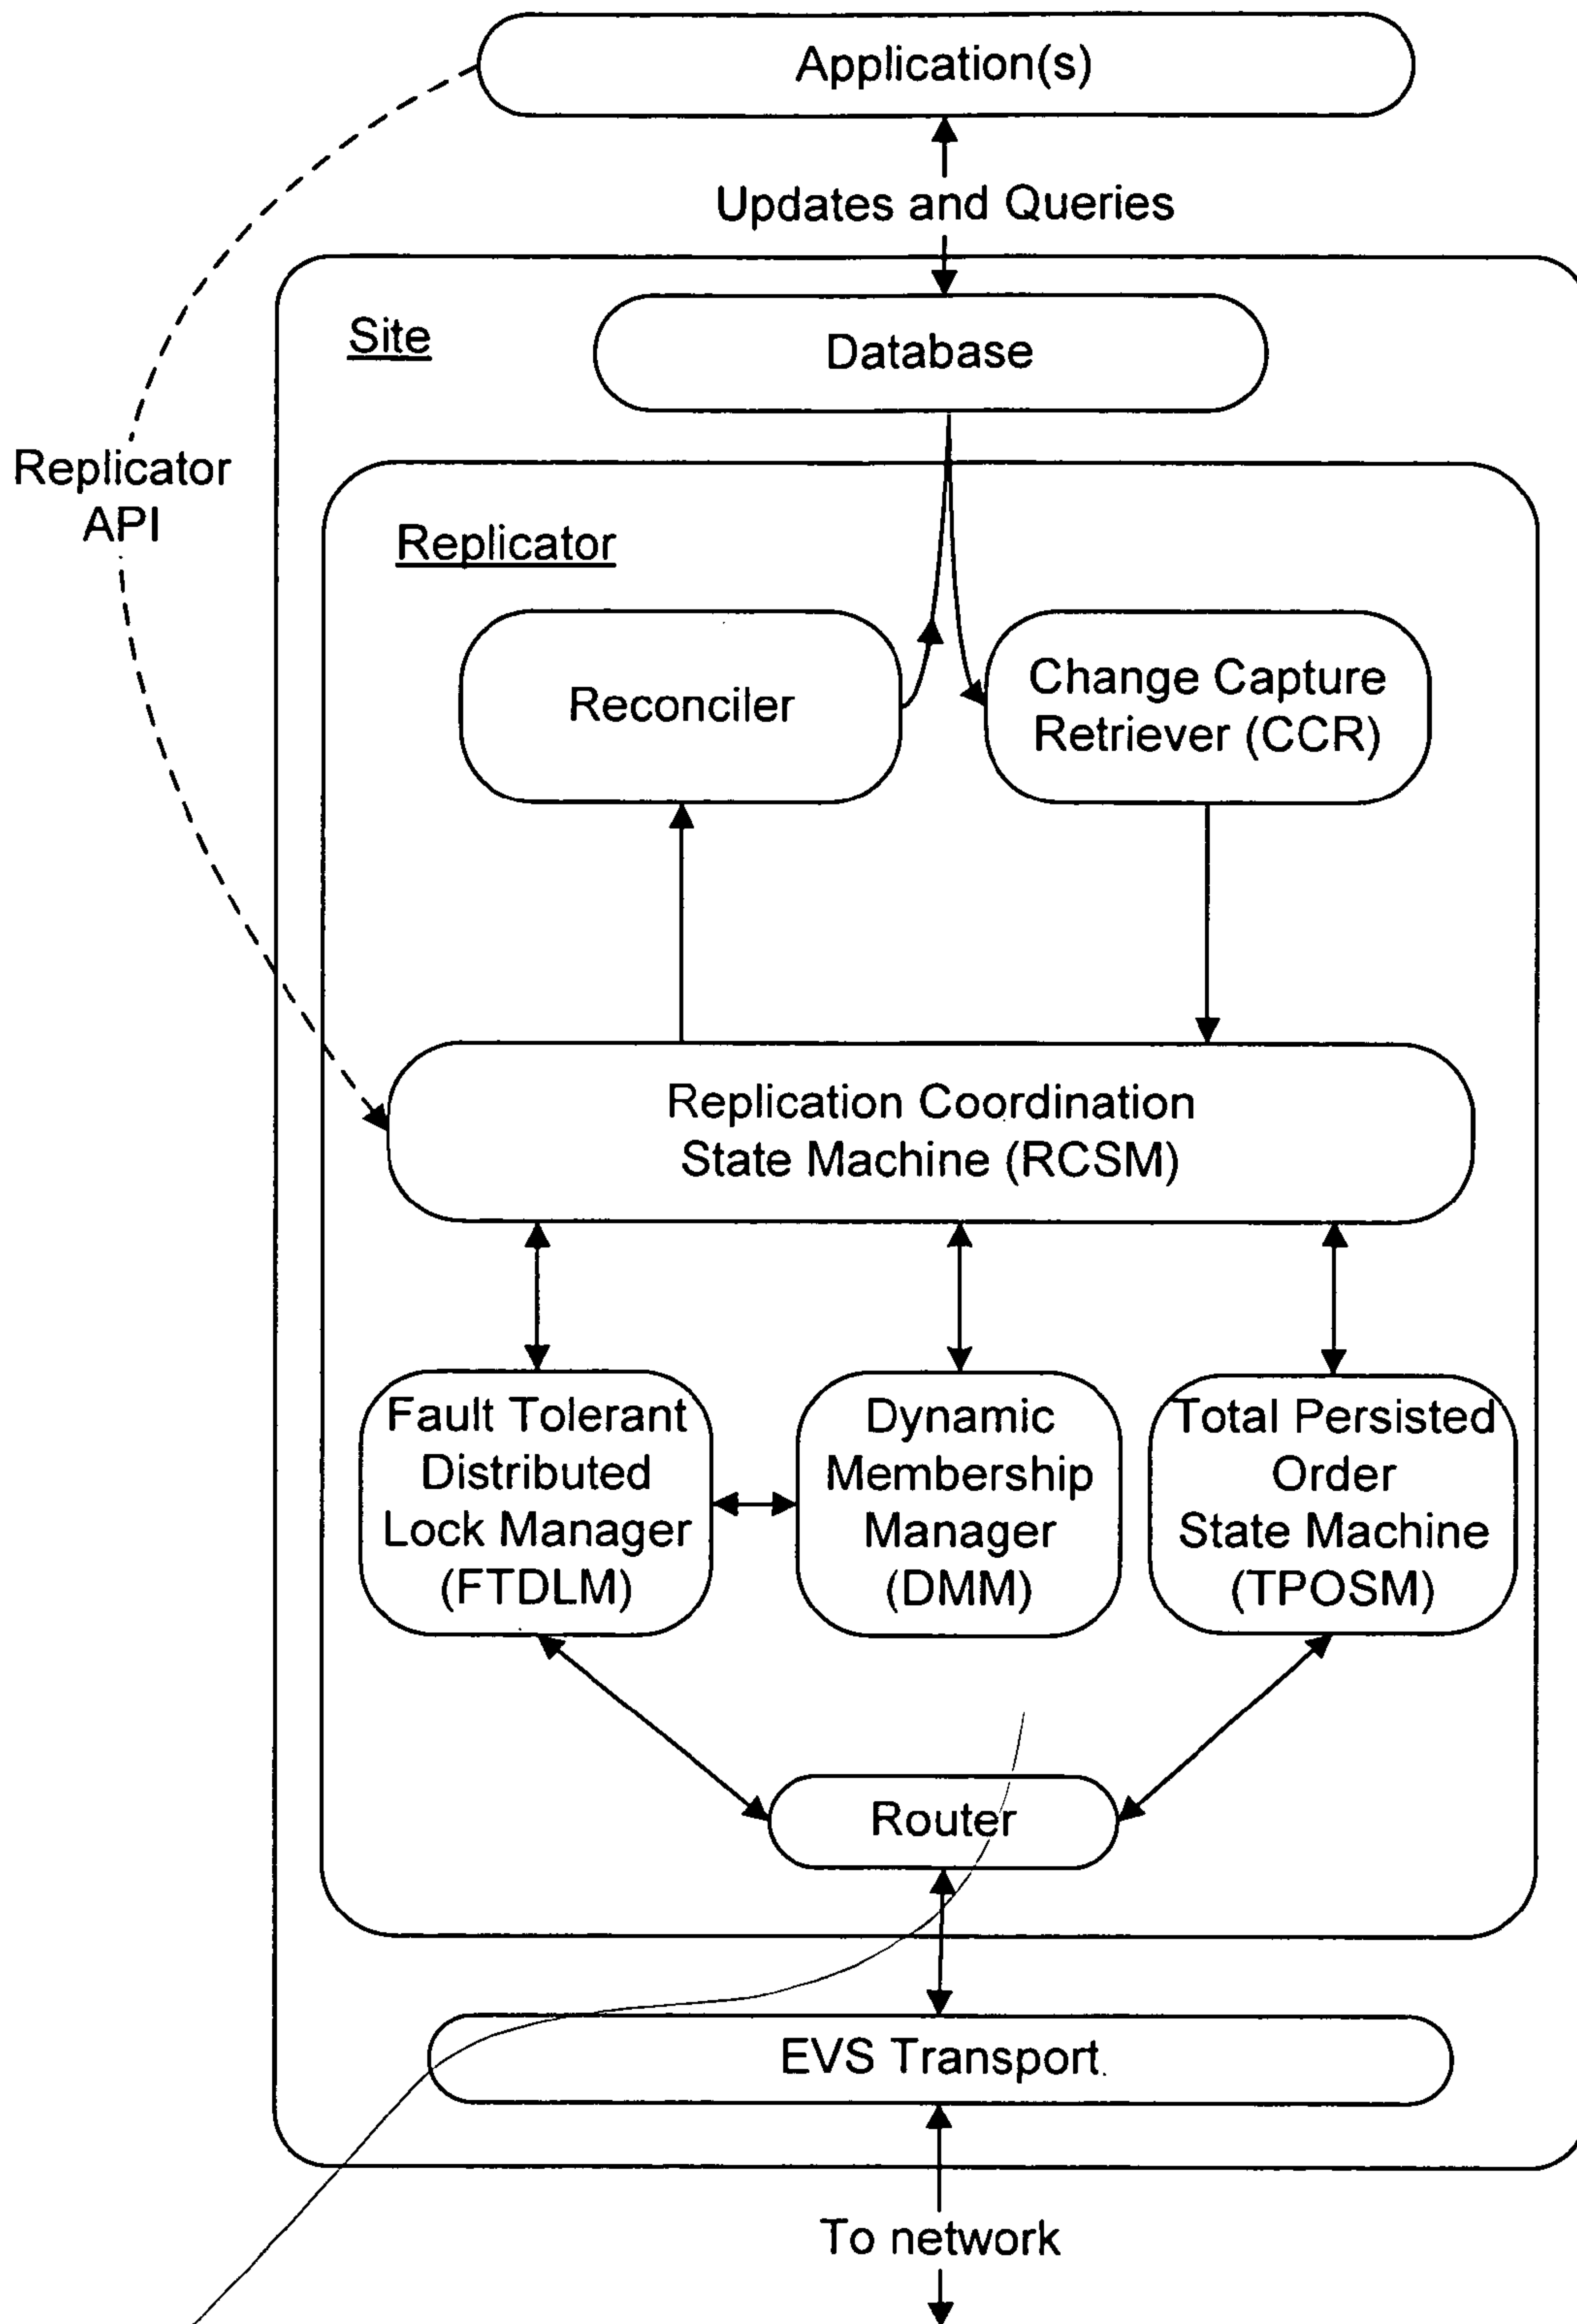 Application(s)
Updates and Queries
Site
Database
Replicator
API
Replicator
Reconciler
Change Capture
Retriever (CCR)
Replication Coordination
State Machine (RCSM)
Fault Tolerant
Distributed
Lock Manager
(FTDLM)
Dynamic
Membership
Manager
(DMM)
Total Persisted
Order
State Machine
(TPOSM)
Router
EVS Transport
To network